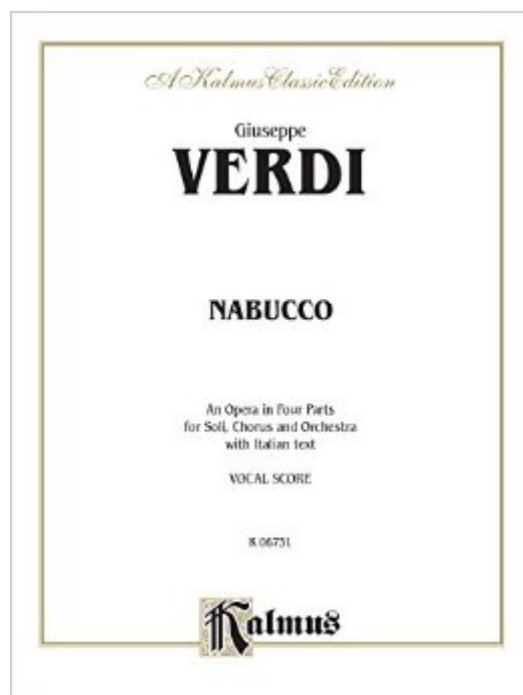 A Kalmus Classic Edition
Giuseppe
VERDI
NABUCCO
An Opera in Four Parts
for Soli, Chorus and Orchestra
with Italian text
VOCAL SCORE
K 06731
Kalmus